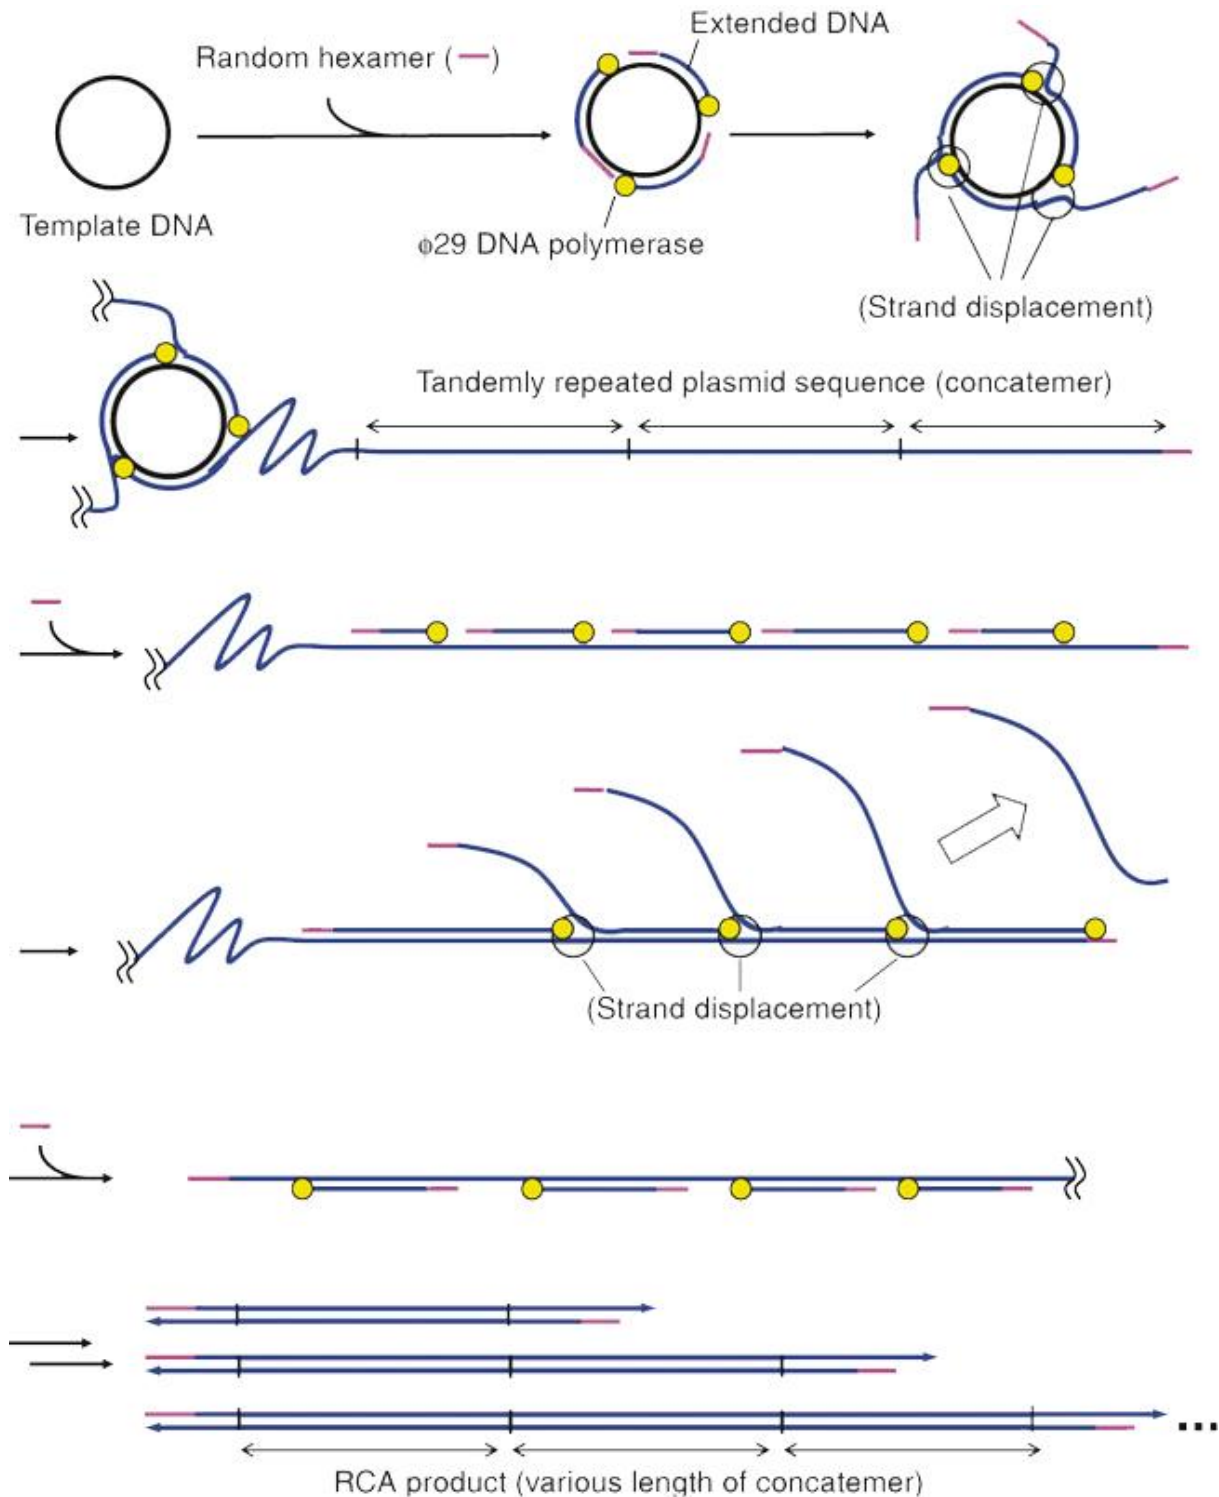 Extended DNA
Random hexamer ( )
Template DNA
φ29 DNA polymerase
(Strand displacement)
Tandemly repeated plasmid sequence (concatemer)
(Strand displacement)
RCA product (various length of concatemer)